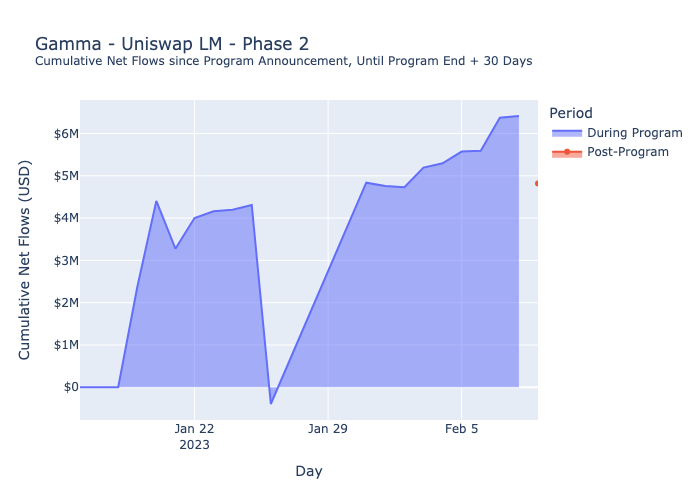 Gamma - Uniswap LM - Phase 2
Cumulative Net Flows since Program Announcement, Until Program End + 30 Days
Period
During Program
Post-Program
Cumulative Net Flows (USD)
$6M
$5M
$4M
$3M
$2M
$1M
$0
Jan 22
2023
Jan 29
Feb 5
Day